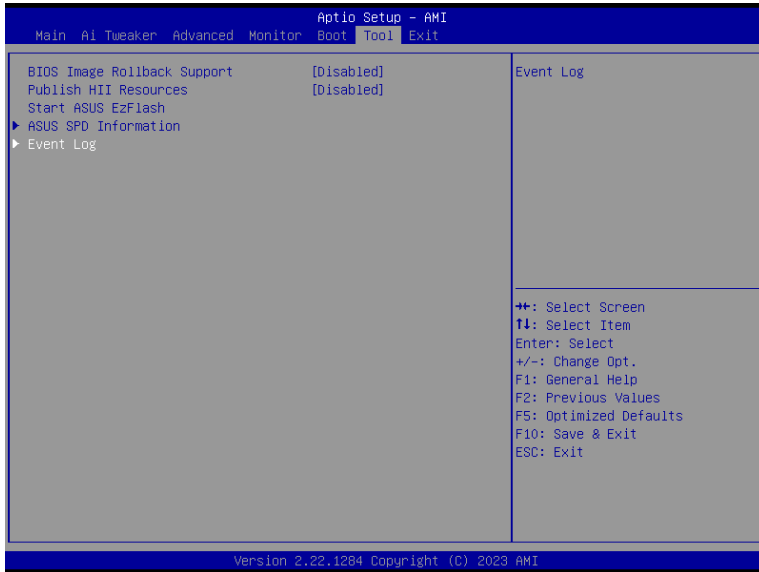 Aptio Setup – AMI
Main Ai Tweaker Advanced Monitor Boot Tool Exit
BIOS Image Rollback Support [Disabled]
Publish HII Resources [Disabled]
Start ASUS EzFlash
▶ ASUS SPD Information
▶ Event Log
Event Log
→←: Select Screen
↑↓: Select Item
Enter: Select
+/-: Change Opt.
F1: General Help
F2: Previous Values
F5: Optimized Defaults
F10: Save & Exit
ESC: Exit
Version 2.22.1284 Copyright (C) 2023 AMI